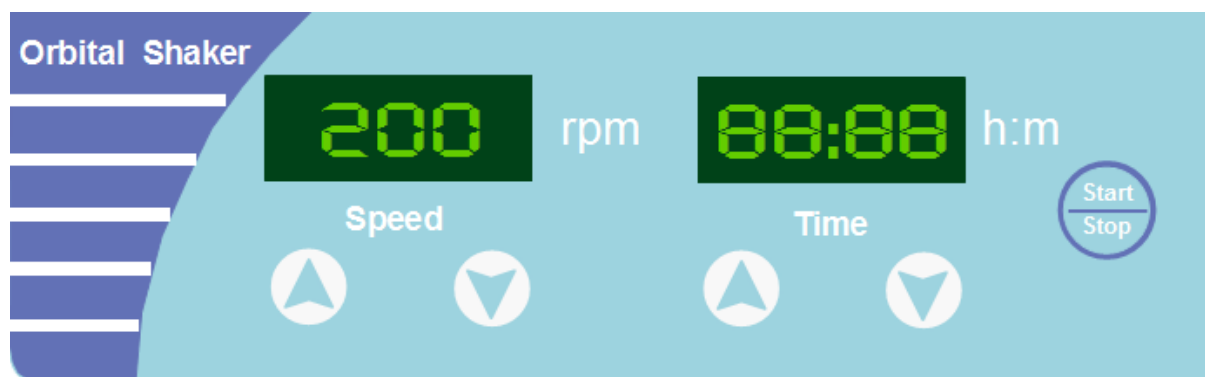 Orbital Shaker
200 rpm
88:88 h:m
Speed
Time
Start
Stop